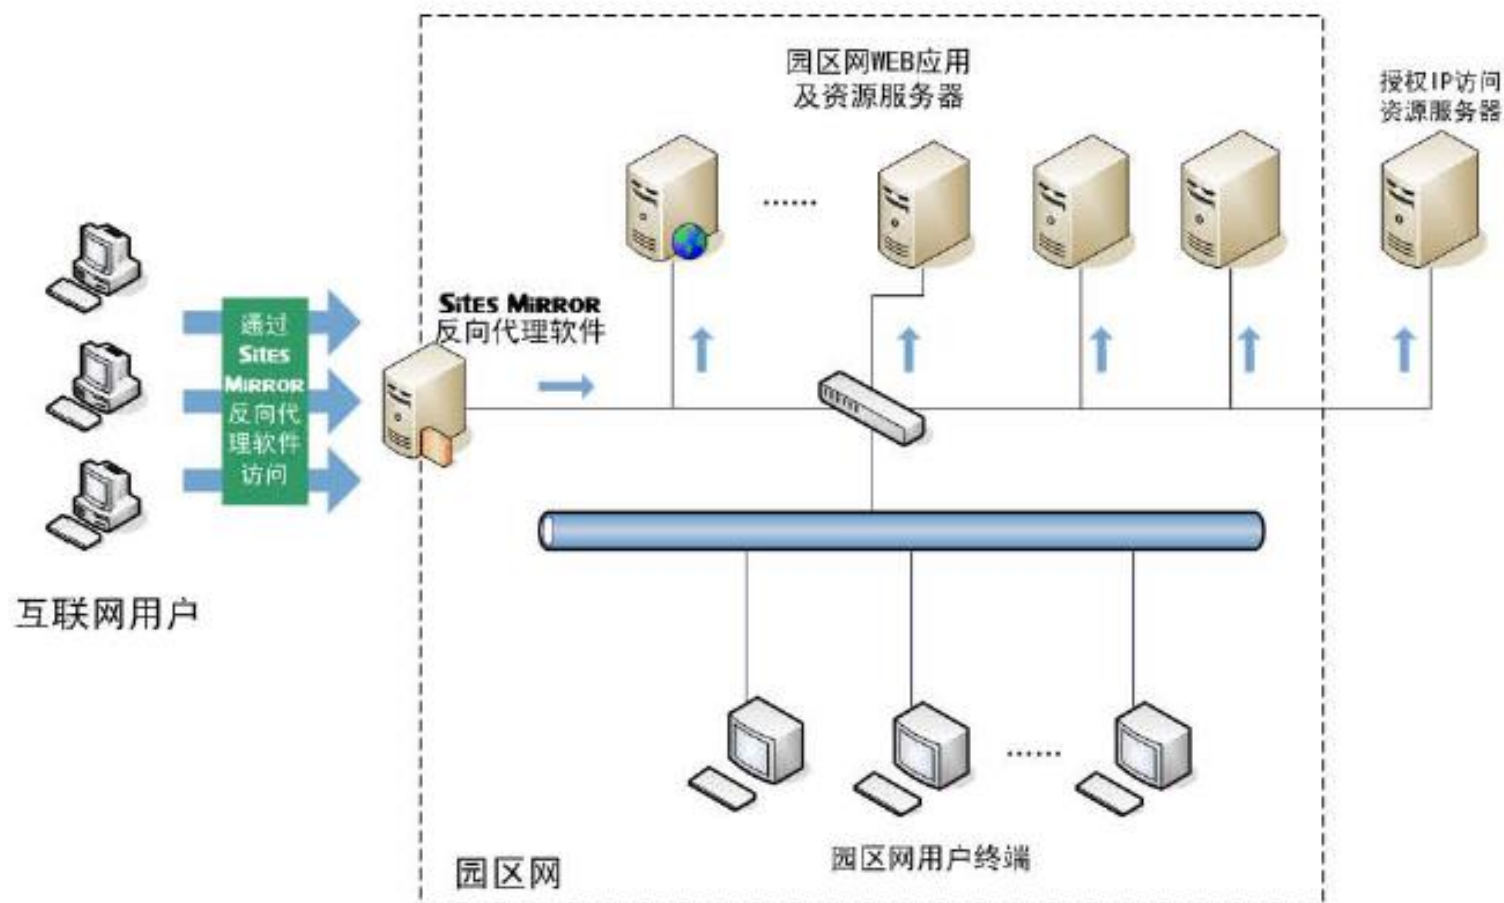 园区网WEB应用
及资源服务器
授权IP访问
资源服务器
Sites Mirror
反向代理软件
通过
Sites
Mirror
反向代
理软件
访问
......
互联网用户
......
园区网用户终端
园区网